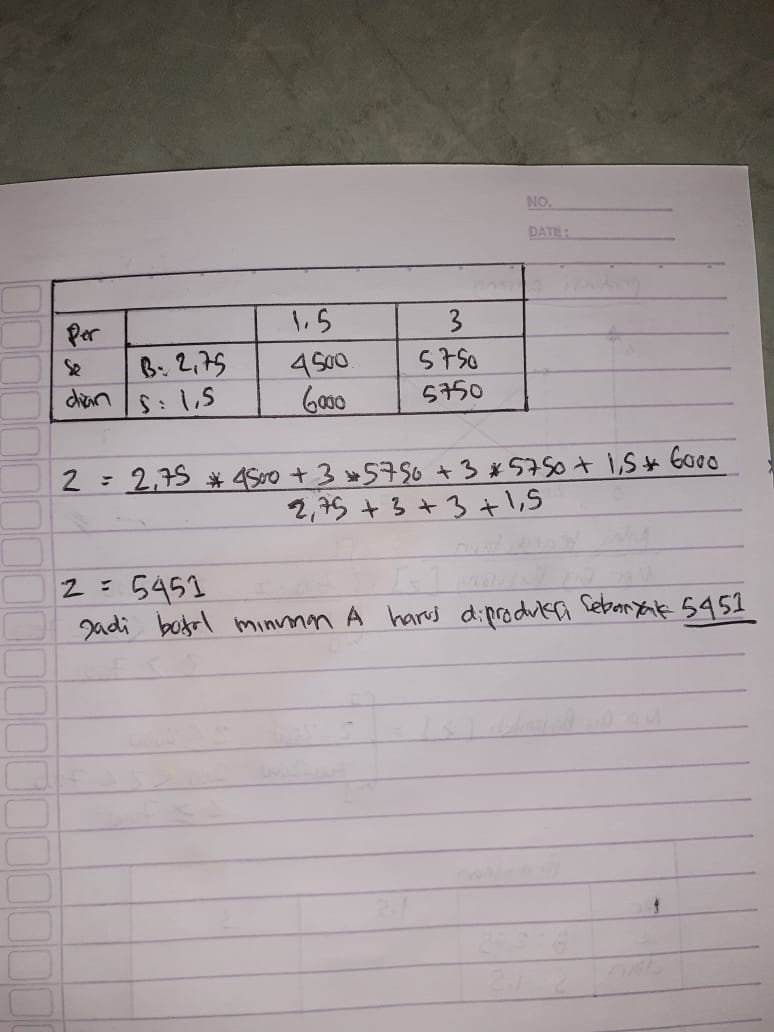 NO.
DATE:
1,5 3
Per
Se B: 2,75 4500 5750
dian S: 1,5 6000 5750
Z = 2,75 * 4500 + 3 * 5750 + 3 * 5750 + 1,5 * 6000
2,75 + 3 + 3 + 1,5
Z = 5451
Jadi botol minuman A harus diproduksi Sebanyak 5451